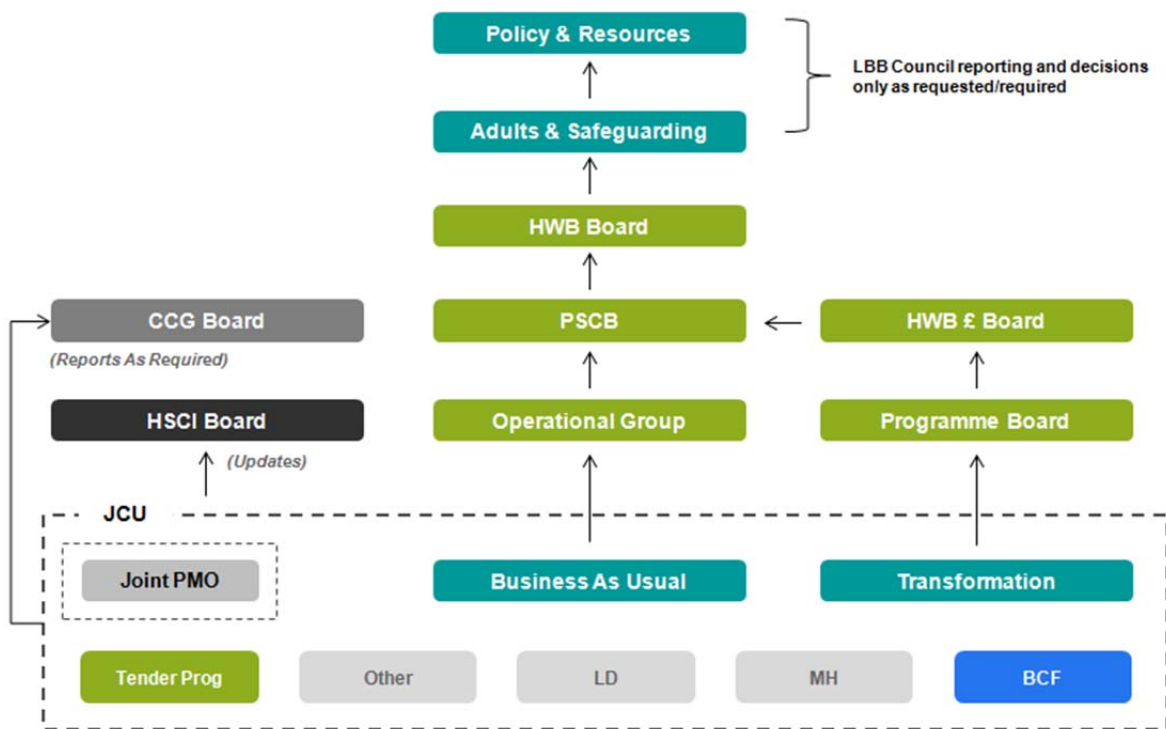 Policy & Resources
LBB Council reporting and decisions
only as requested/required
Adults & Safeguarding
HWB Board
CCG Board
PSCB
HWB £ Board
(Reports As Required)
HSCI Board
Operational Group
Programme Board
(Updates)
JCU
Joint PMO
Business As Usual
Transformation
Tender Prog
Other
LD
MH
BCF